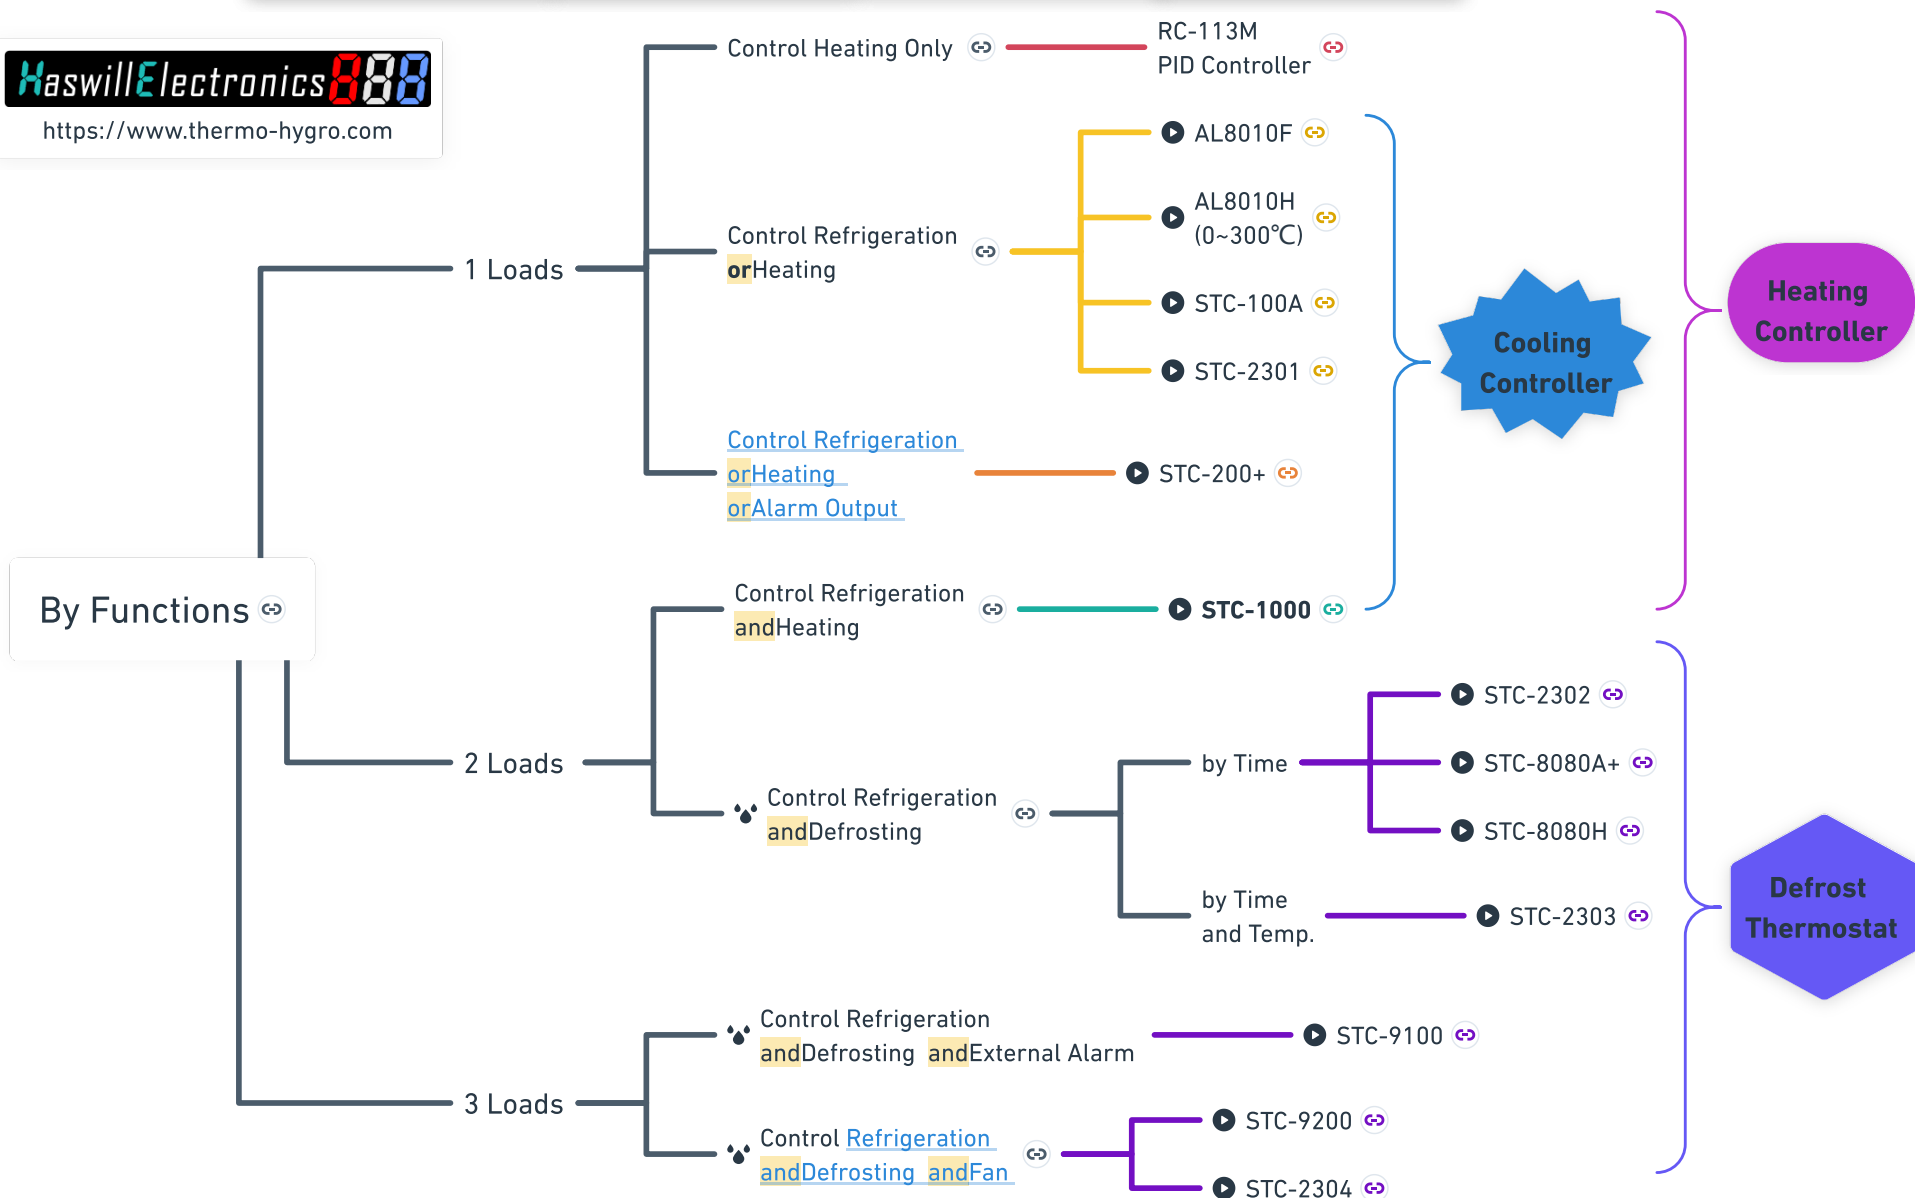 HaswillElectronics 888
https://www.thermo-hygro.com
Control Heating Only
RC-113M
PID Controller
AL8010F
AL8010H
(0~300℃)
Control Refrigeration
orHeating
STC-100A
STC-2301
Control Refrigeration
orHeating
orAlarm Output
STC-200+
1 Loads
Cooling
Controller
Heating
Controller
By Functions
Control Refrigeration
andHeating
STC-1000
2 Loads
Control Refrigeration
andDefrosting
by Time
STC-2302
STC-8080A+
STC-8080H
by Time
and Temp.
STC-2303
Defrost
Thermostat
3 Loads
Control Refrigeration
andDefrosting andExternal Alarm
STC-9100
Control Refrigeration
andDefrosting andFan
STC-9200
STC-2304